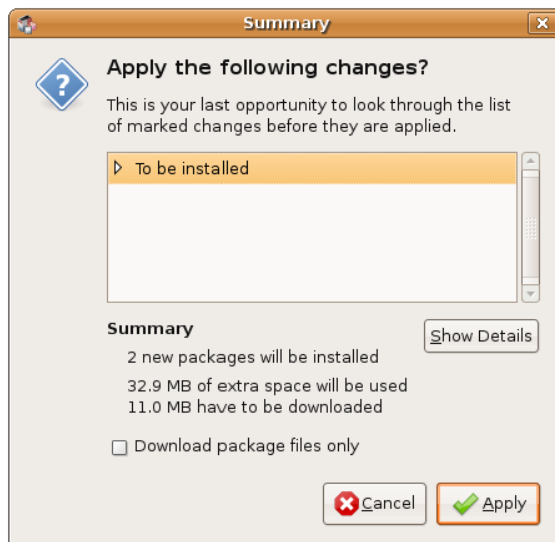 Summary
Apply the following changes?
This is your last opportunity to look through the list
of marked changes before they are applied.
To be installed
Summary
Show Details
2 new packages will be installed
32.9 MB of extra space will be used
11.0 MB have to be downloaded
Download package files only
Cancel
Apply